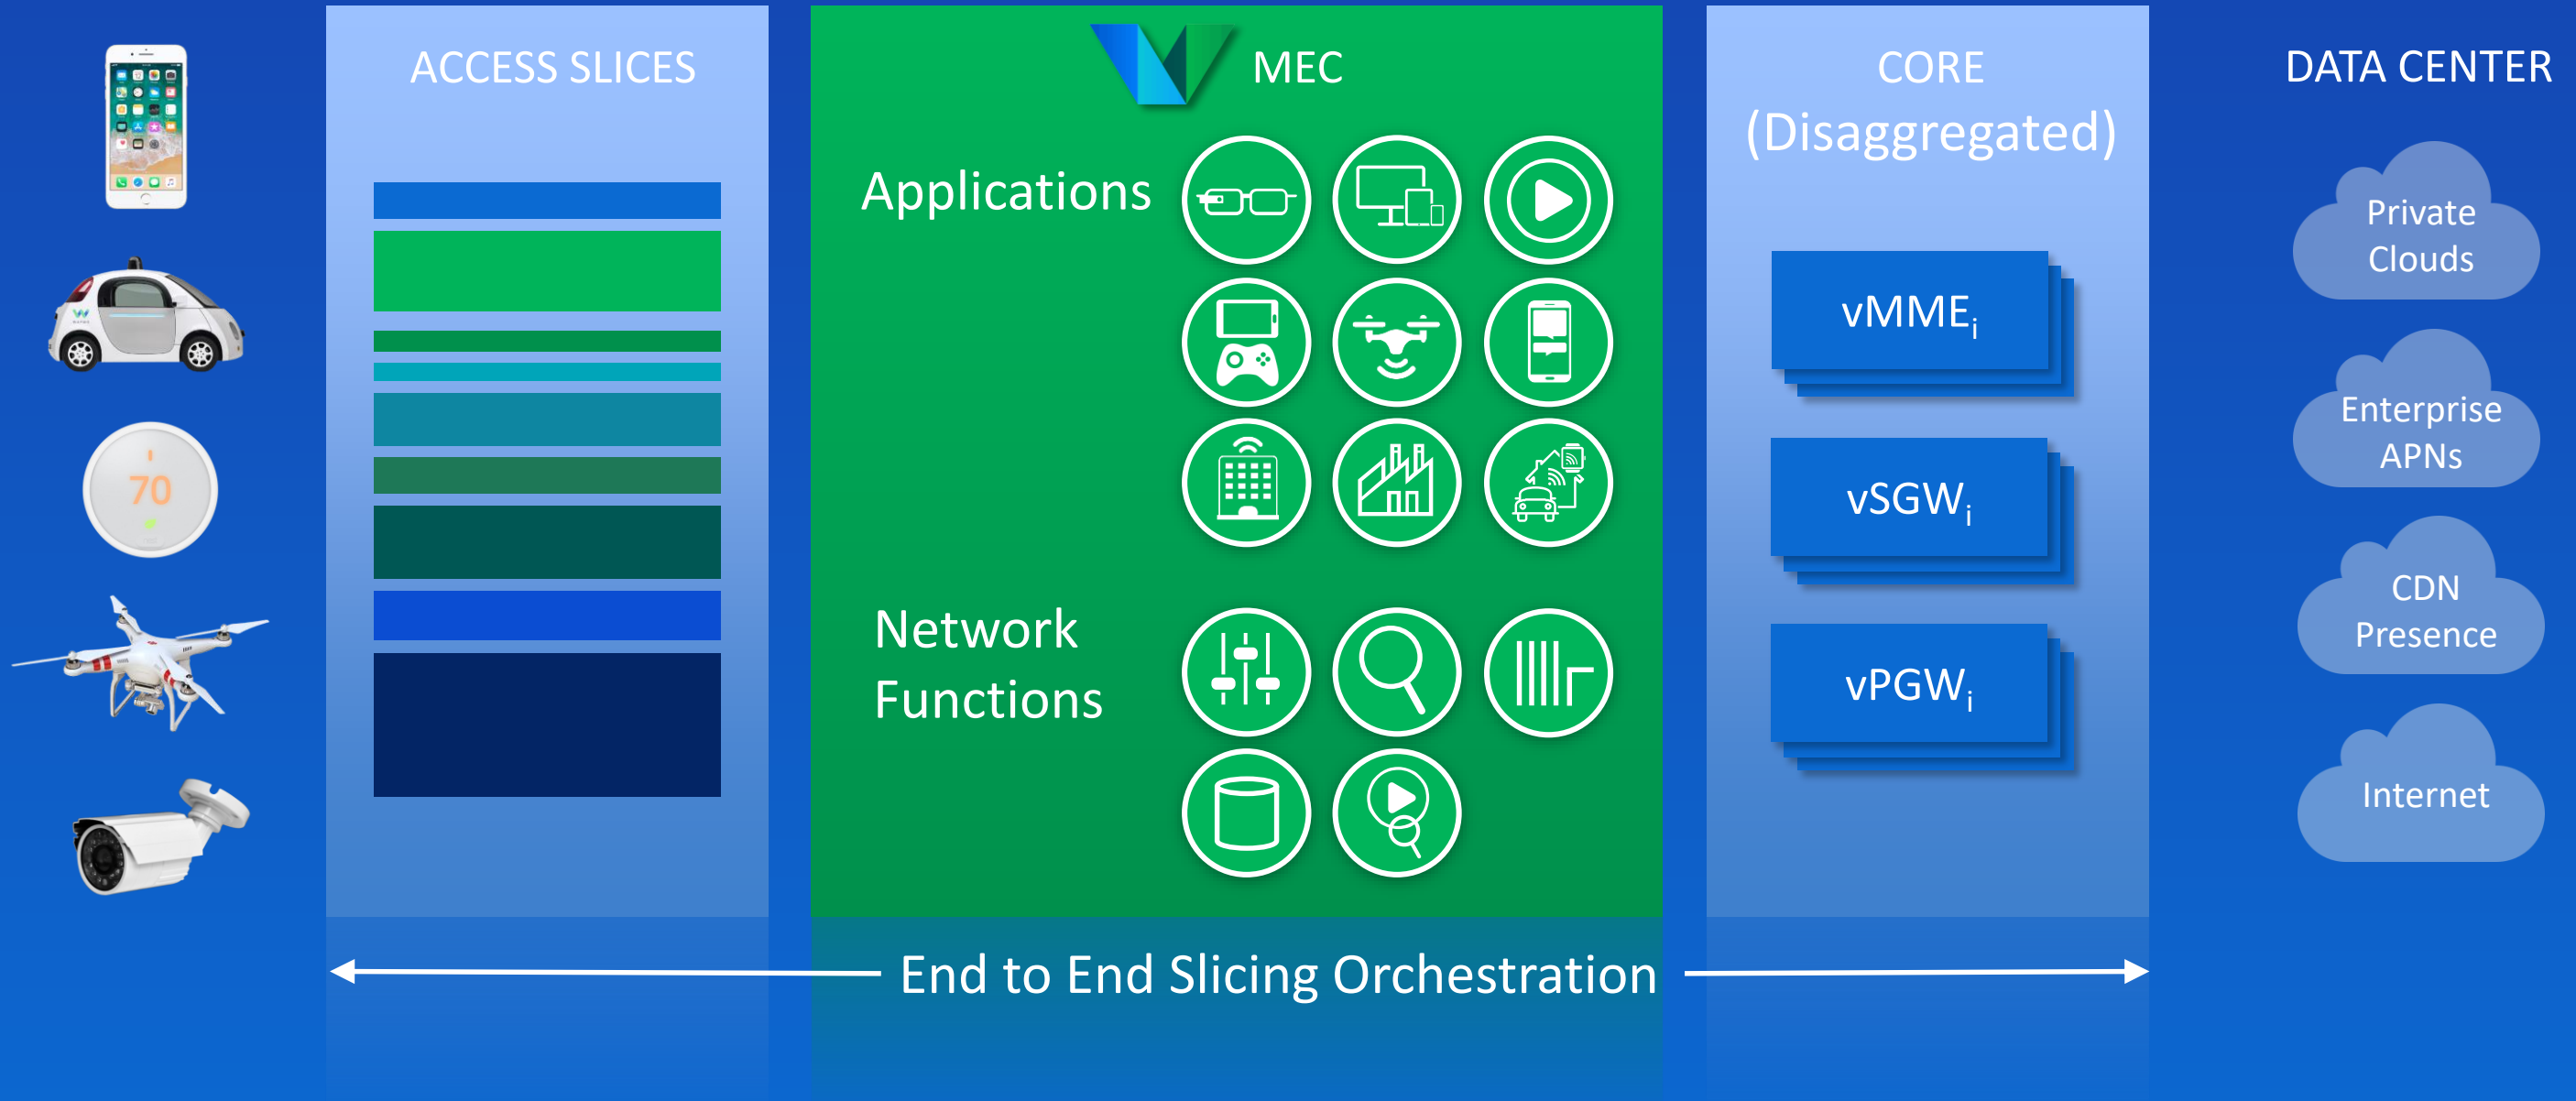 ACCESS SLICES
MEC
CORE
(Disaggregated)
DATA CENTER
Applications
Network
Functions
70
vMMEi
vSGWi
vPGWi
Private
Clouds
Enterprise
APNs
CDN
Presence
Internet
End to End Slicing Orchestration